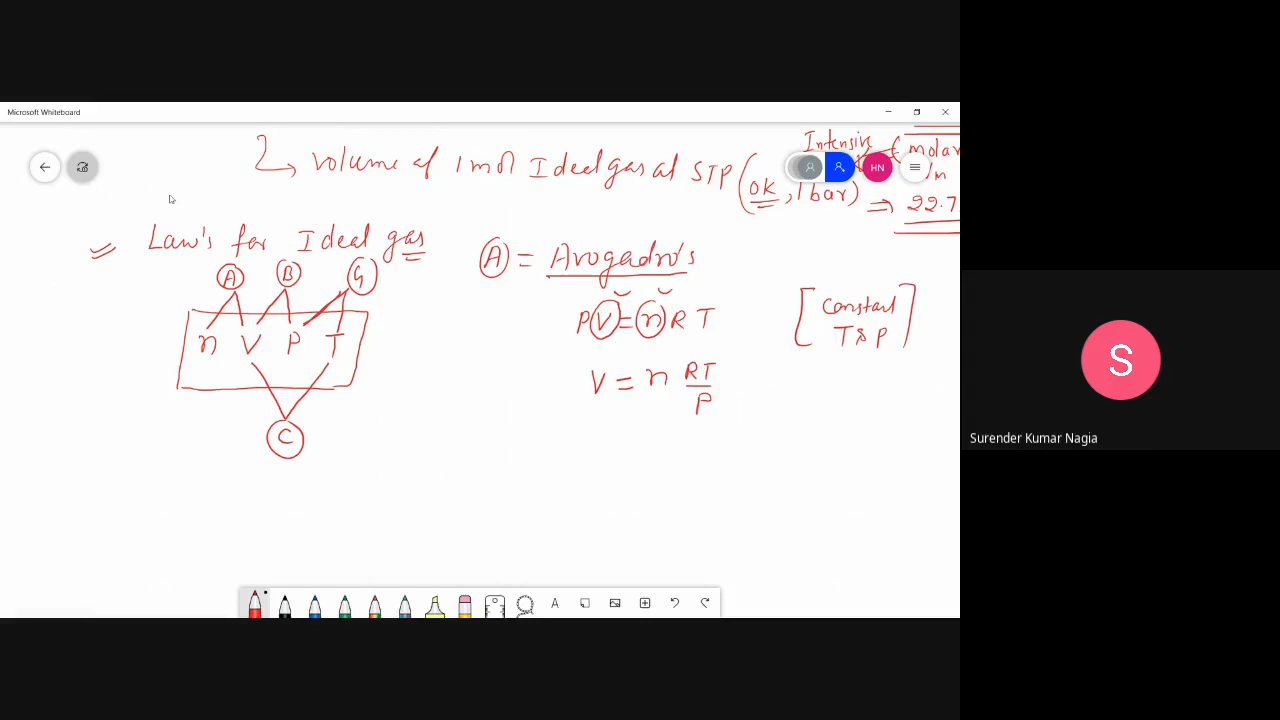 Microsoft Whiteboard
Intensive
molar
→ volume of 1 mol Ideal gas at STP (0K, 1 bar) ⇒ 22.7
Law's for Ideal gas
A B G
n V P T
C
A = Avogadro's
PV = nRT
[Constant
T & P]
V = n RT/P
HN
A
S
Surender Kumar Nagia